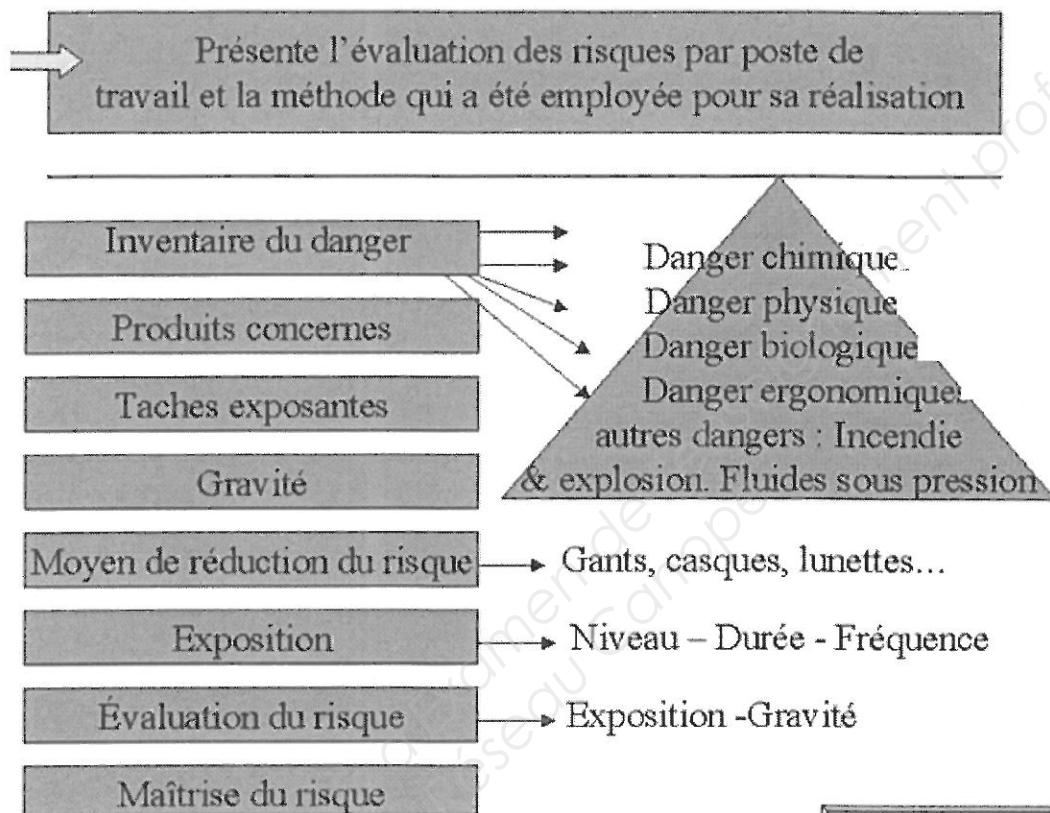 Présente l'évaluation des risques par poste de
travail et la méthode qui a été employée pour sa réalisation
Inventaire du danger
Danger chimique
Danger physique
Produits concernes
Danger biologique
Danger ergonomique
Taches exposantes
autres dangers : Incendie
Gravité
& explosion. Fluides sous pression
Moyen de réduction du risque
Gants, casques, lunettes...
Exposition
Niveau – Durée - Fréquence
Évaluation du risque
Exposition -Gravité
Maîtrise du risque